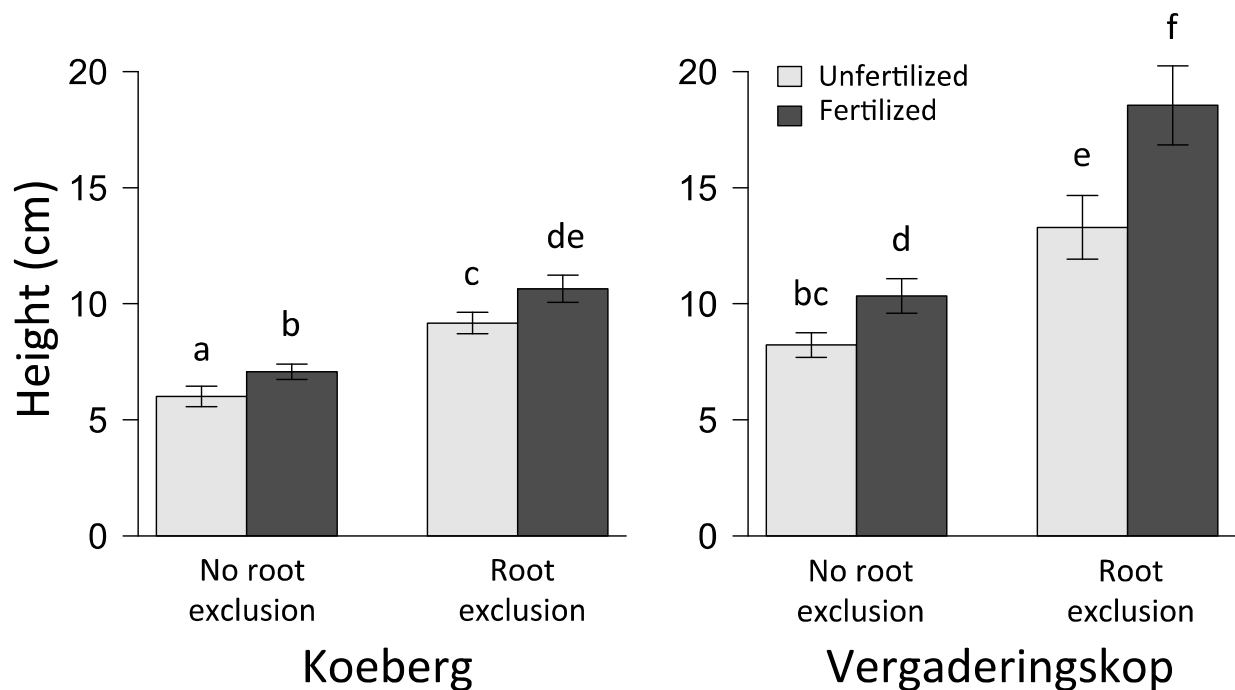 Height (cm)
20
15
10
5
0
a
b
c
de
No root
exclusion
Root
exclusion
Koeberg
20
15
10
5
0
Unfertilized
Fertilized
bc
d
e
f
No root
exclusion
Root
exclusion
Vergaderingskop